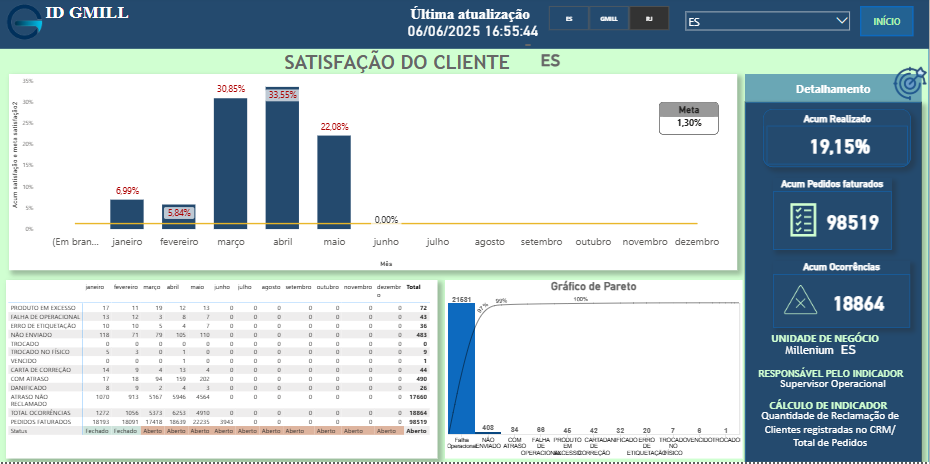 ID GMILL
Última atualização
06/06/2025 16:55:44
ES GMILL RJ
ES
INÍCIO
SATISFAÇÃO DO CLIENTE ES
Acum satisfação e meta satisfação2
35%
30%
25%
20%
15%
10%
5%
0%
6,99%
5,84%
30,85%
33,55%
22,08%
0,00%
Meta
1,30%
(Em bran... janeiro fevereiro março abril maio junho julho agosto setembro outubro novembro dezembro
Mês
Detalhamento
Acum Realizado
19,15%
Acum Pedidos faturados
98519
Acum Ocorrências
18864
UNIDADE DE NEGÓCIO
Millenium ES
RESPONSÁVEL PELO INDICADOR
Supervisor Operacional
CÁLCULO DE INDICADOR
Quantidade de Reclamação de
Clientes registradas no CRM/
Total de Pedidos
janeiro fevereiro março abril maio junho julho agosto setembro outubro novembro dezembr Total
o
PRODUTO EM EXCESSO 17 11 19 12 13 0 0 0 0 0 0 0 72
FALHA DE OPERACIONAL 13 12 3 8 7 0 0 0 0 0 0 0 43
ERRO DE ETIQUETAÇÃO 10 10 5 4 7 0 0 0 0 0 0 0 36
NÃO ENVIADO 118 71 79 105 110 0 0 0 0 0 0 0 483
TROCADO 0 0 0 0 0 0 0 0 0 0 0 0 0
TROCADO NO FÍSICO 5 3 0 1 0 0 0 0 0 0 0 0 9
VENCIDO 0 0 0 1 0 0 0 0 0 0 0 0 1
CARTA DE CORREÇÃO 14 9 4 13 4 0 0 0 0 0 0 0 44
COM ATRASO 17 18 94 159 202 0 0 0 0 0 0 0 490
DANIFICADO 8 9 2 4 3 0 0 0 0 0 0 0 26
ATRASO NÃO 1070 913 5167 5946 4564 0 0 0 0 0 0 0 17660
RECLAMADO
TOTAL OCORRÊNCIAS 1272 1056 5373 6253 4910 0 0 0 0 0 0 0 18864
PEDIDOS FATURADOS 18193 18091 17418 18639 22235 3943 0 0 0 0 0 0 98519
Status Fechado Fechado Aberto Aberto Aberto Aberto Aberto Aberto Aberto Aberto Aberto Aberto Aberto
Gráfico de Pareto
21681
97%
99%
100%
408 84 66 45 42 32 20 7 6 1
Falha
Operacional
NÃO
ENVIADO
COM
ATRASO
FALHA
DE
OPERACIONAL
PRODUTO
EM
EXCESSO
CARTA
DE
CORREÇÃO
DANIFICADO
ERRO
DE
ETIQUETAÇÃO
TROCADO
NO
FÍSICO
VENCIDO
TROCADO